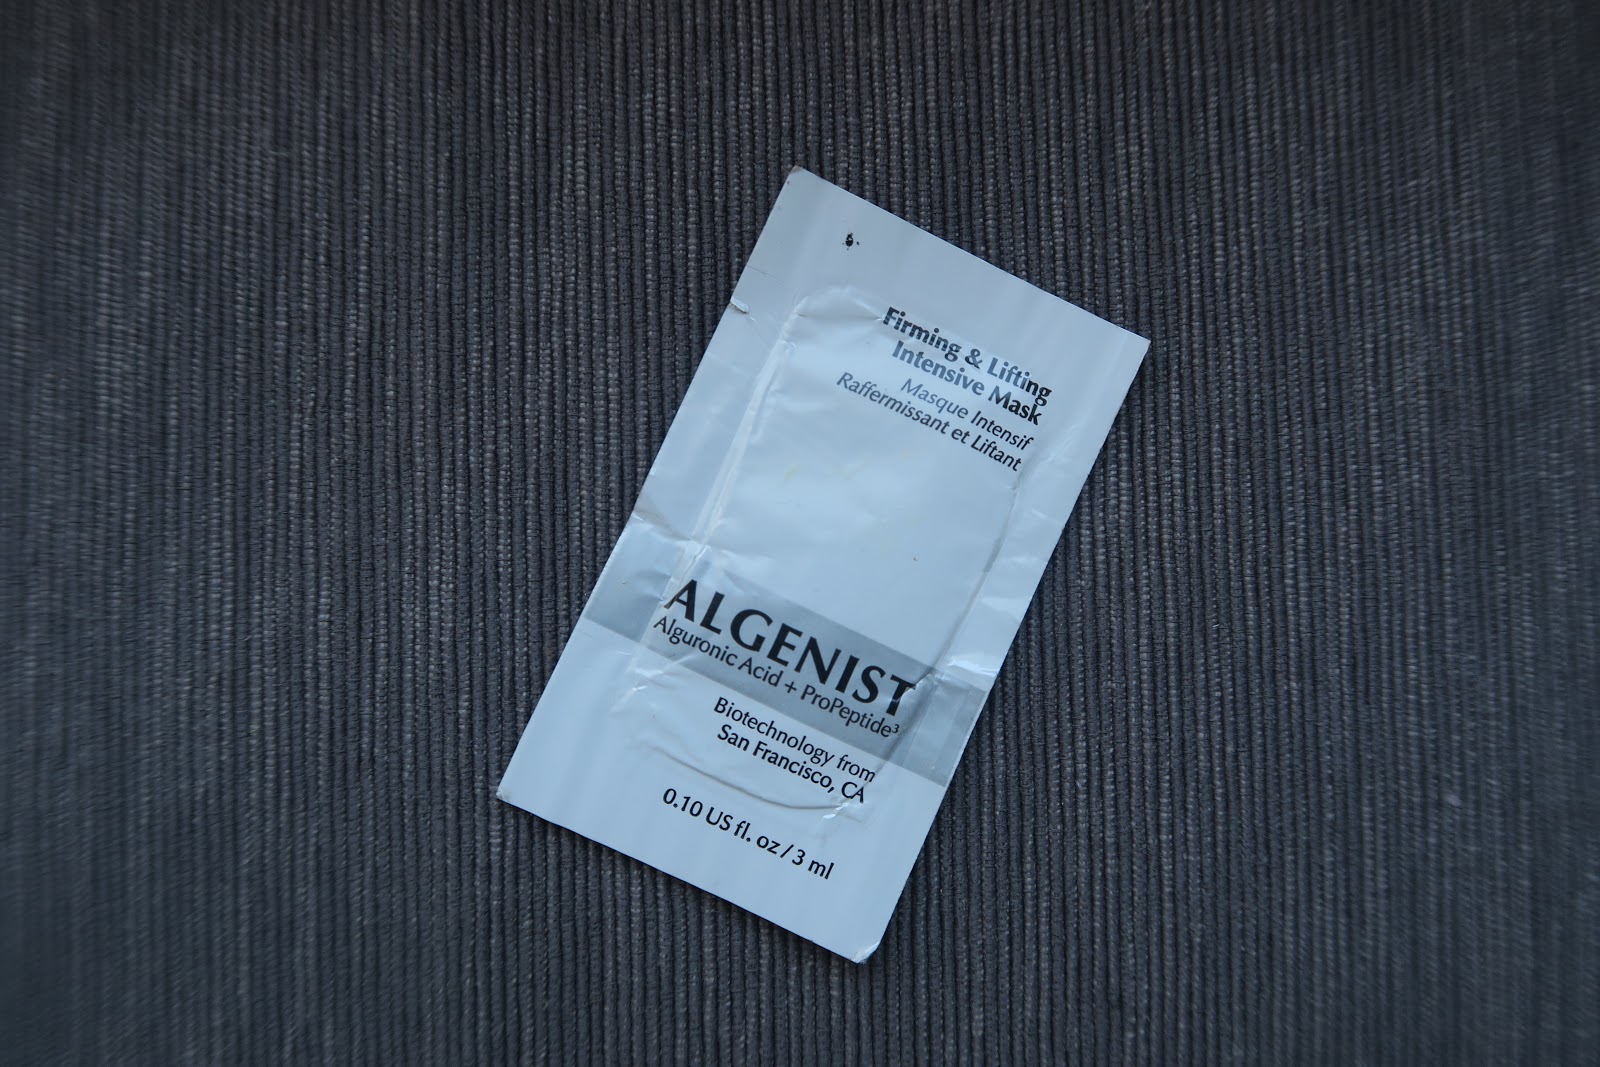 Firming & Lifting
Intensive Mask
Masque Intensif
Raffermissant et Liftant
ALGENIST
Alguronic Acid + ProPeptide³
Biotechnology from
San Francisco, CA
0.10 US fl. oz / 3 ml